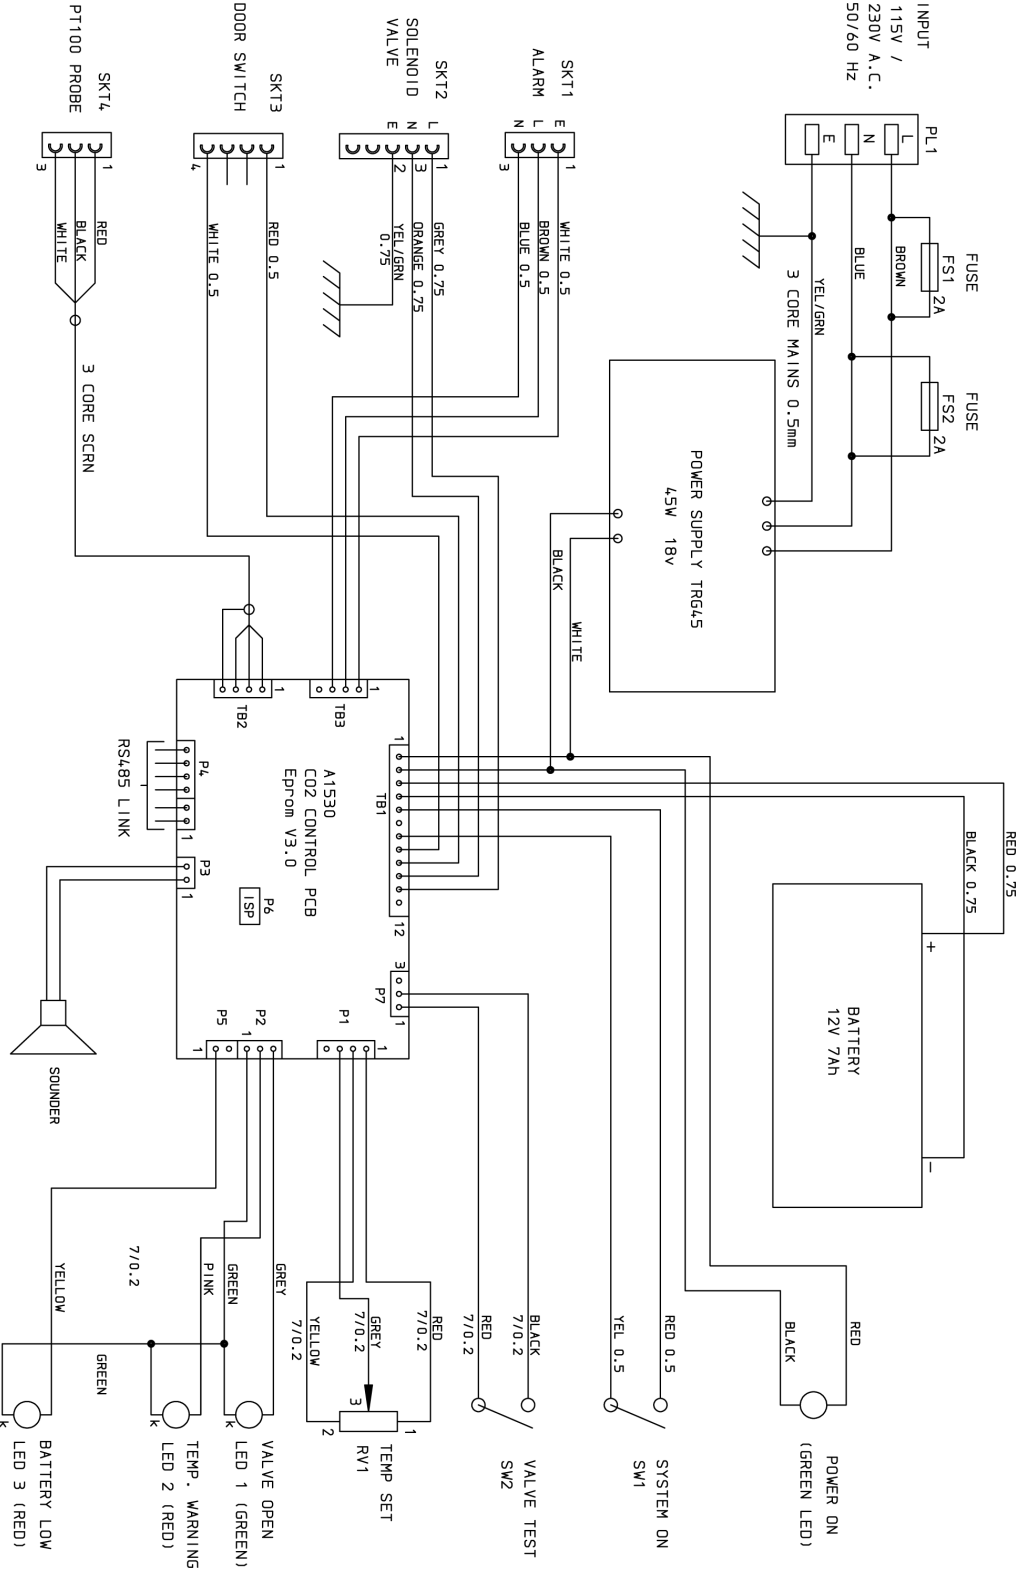 INPUT
115V /
230V A.C.
50/60 Hz
PL1
L
N
E
FUSE
FS1
2A
FUSE
FS2
2A
BROWN
BLUE
YEL/GRN
3 CORE MAINS 0.5mm
POWER SUPPLY TRG45
45W 18v
BLACK
WHITE
RED 0.75
BLACK 0.75
+
-
BATTERY
12V 7Ah
RED
BLACK
POWER ON
(GREEN LED)
SKT1
ALARM
E
L
N
1
3
WHITE 0.5
BROWN 0.5
BLUE 0.5
SKT2
SOLENOID
VALVE
L
N
E
1
3
2
GREY 0.75
ORANGE 0.75
YEL/GRN
0.75
SKT3
DOOR SWITCH
1
4
RED 0.5
WHITE 0.5
SKT4
PT100 PROBE
1
3
RED
BLACK
WHITE
3 CORE SCRN
A1530
CO2 CONTROL PCB
Eprom V3.0
TB1
1
12
TB3
1
TB2
1
P4
1
RS485 LINK
P3
1
P6
ISP
P7
3
1
P1
1
P2
1
P5
1
SOUNDER
RED 0.5
YEL 0.5
SYSTEM ON
SW1
BLACK
7/0.2
RED
7/0.2
VALVE TEST
SW2
RED
7/0.2
GREY
7/0.2
YELLOW
7/0.2
1
3
2
TEMP SET
RV1
GREY
GREEN
PINK
7/0.2
YELLOW
GREEN
k
VALVE OPEN
LED 1 (GREEN)
k
TEMP. WARNING
LED 2 (RED)
k
BATTERY LOW
LED 3 (RED)